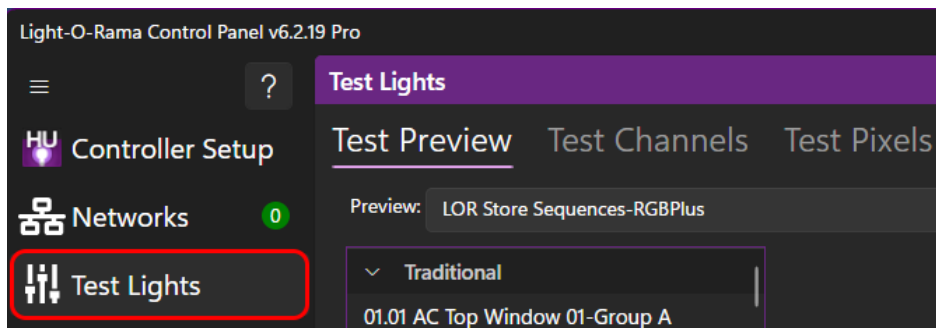 Light-O-Rama Control Panel v6.2.19 Pro
?
Test Lights
HU Controller Setup
Test Preview Test Channels Test Pixels
Networks 0
Preview: LOR Store Sequences-RGBPlus
Test Lights
Traditional
01.01 AC Top Window 01-Group A